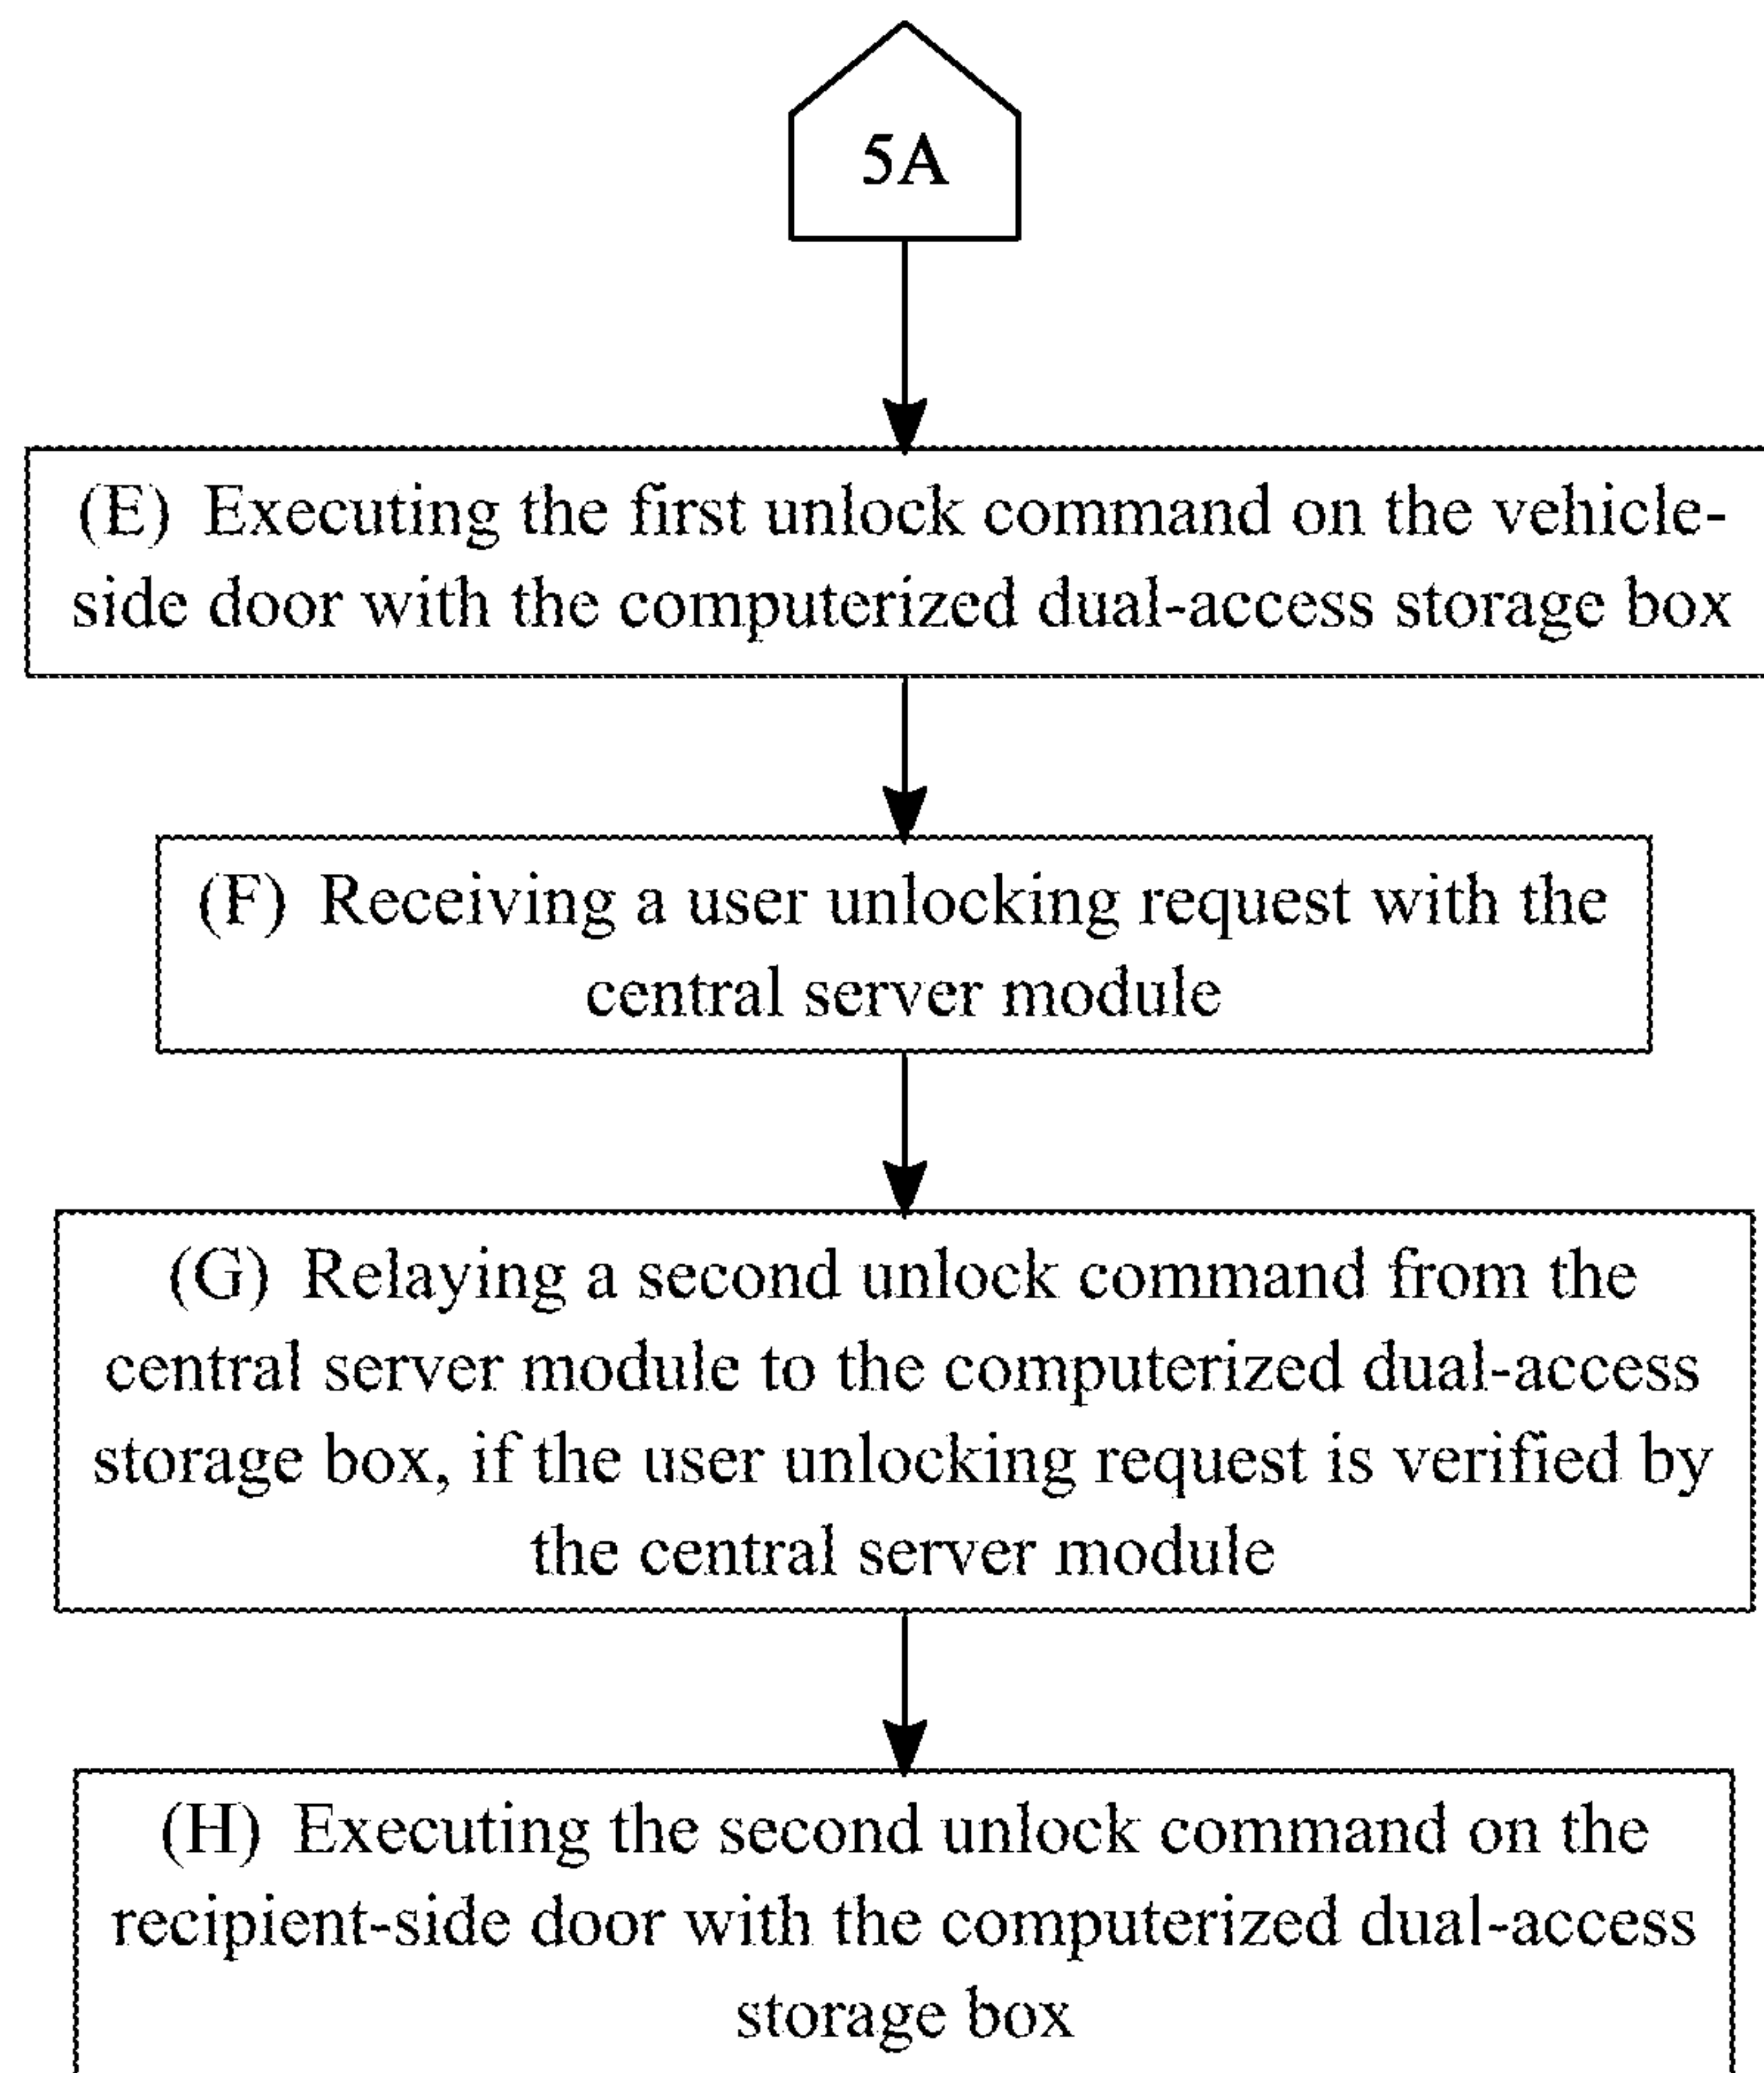 5A
(E) Executing the first unlock command on the vehicle-
side door with the computerized dual-access storage box
(F) Receiving a user unlocking request with the
central server module
(G) Relaying a second unlock command from the
central server module to the computerized dual-access
storage box, if the user unlocking request is verified by
the central server module
(H) Executing the second unlock command on the
recipient-side door with the computerized dual-access
storage box